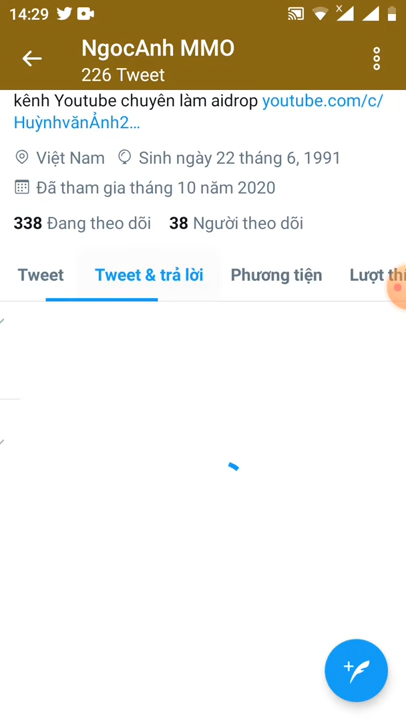 14:29
NgocAnh MMO
226 Tweet
kênh Youtube chuyên làm aidrop youtube.com/c/
HuỳnhvănẢnh2…
Việt Nam Sinh ngày 22 tháng 6, 1991
Đã tham gia tháng 10 năm 2020
338 Đang theo dõi 38 Người theo dõi
Tweet Tweet & trả lời Phương tiện Lượt thí